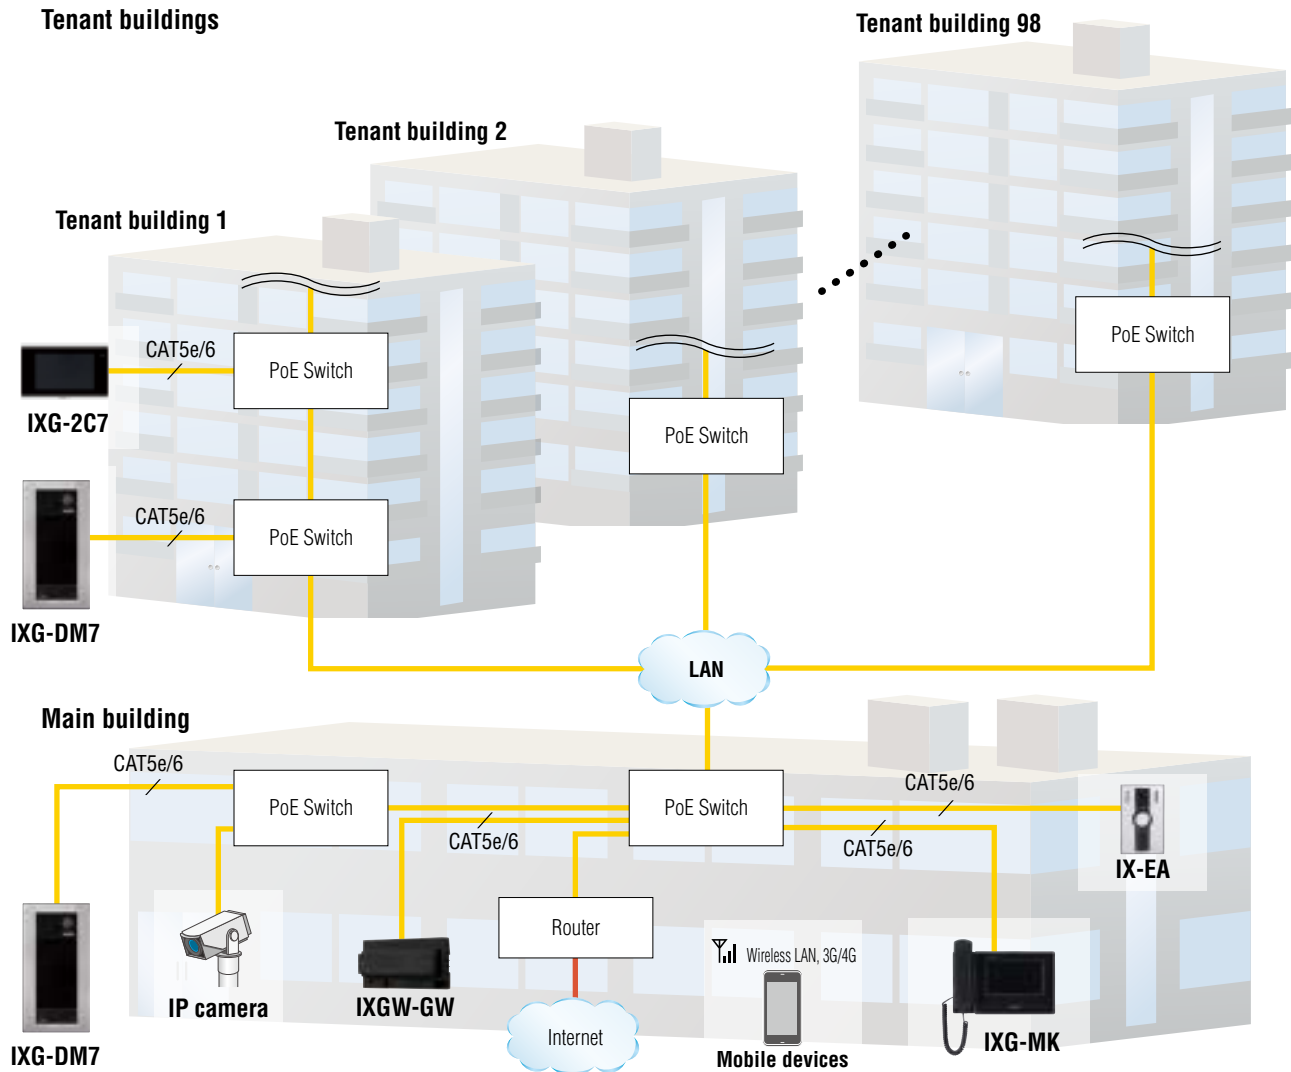 Tenant buildings
Tenant building 98
Tenant building 2
Tenant building 1
PoE Switch
CAT5e/6
PoE Switch
IXG-2C7
PoE Switch
CAT5e/6
PoE Switch
IXG-DM7
LAN
Main building
CAT5e/6
PoE Switch
PoE Switch
CAT5e/6
CAT5e/6
CAT5e/6
IX-EA
Router
Wireless LAN, 3G/4G
IP camera
IXGW-GW
Internet
IXG-MK
IXG-DM7
Mobile devices